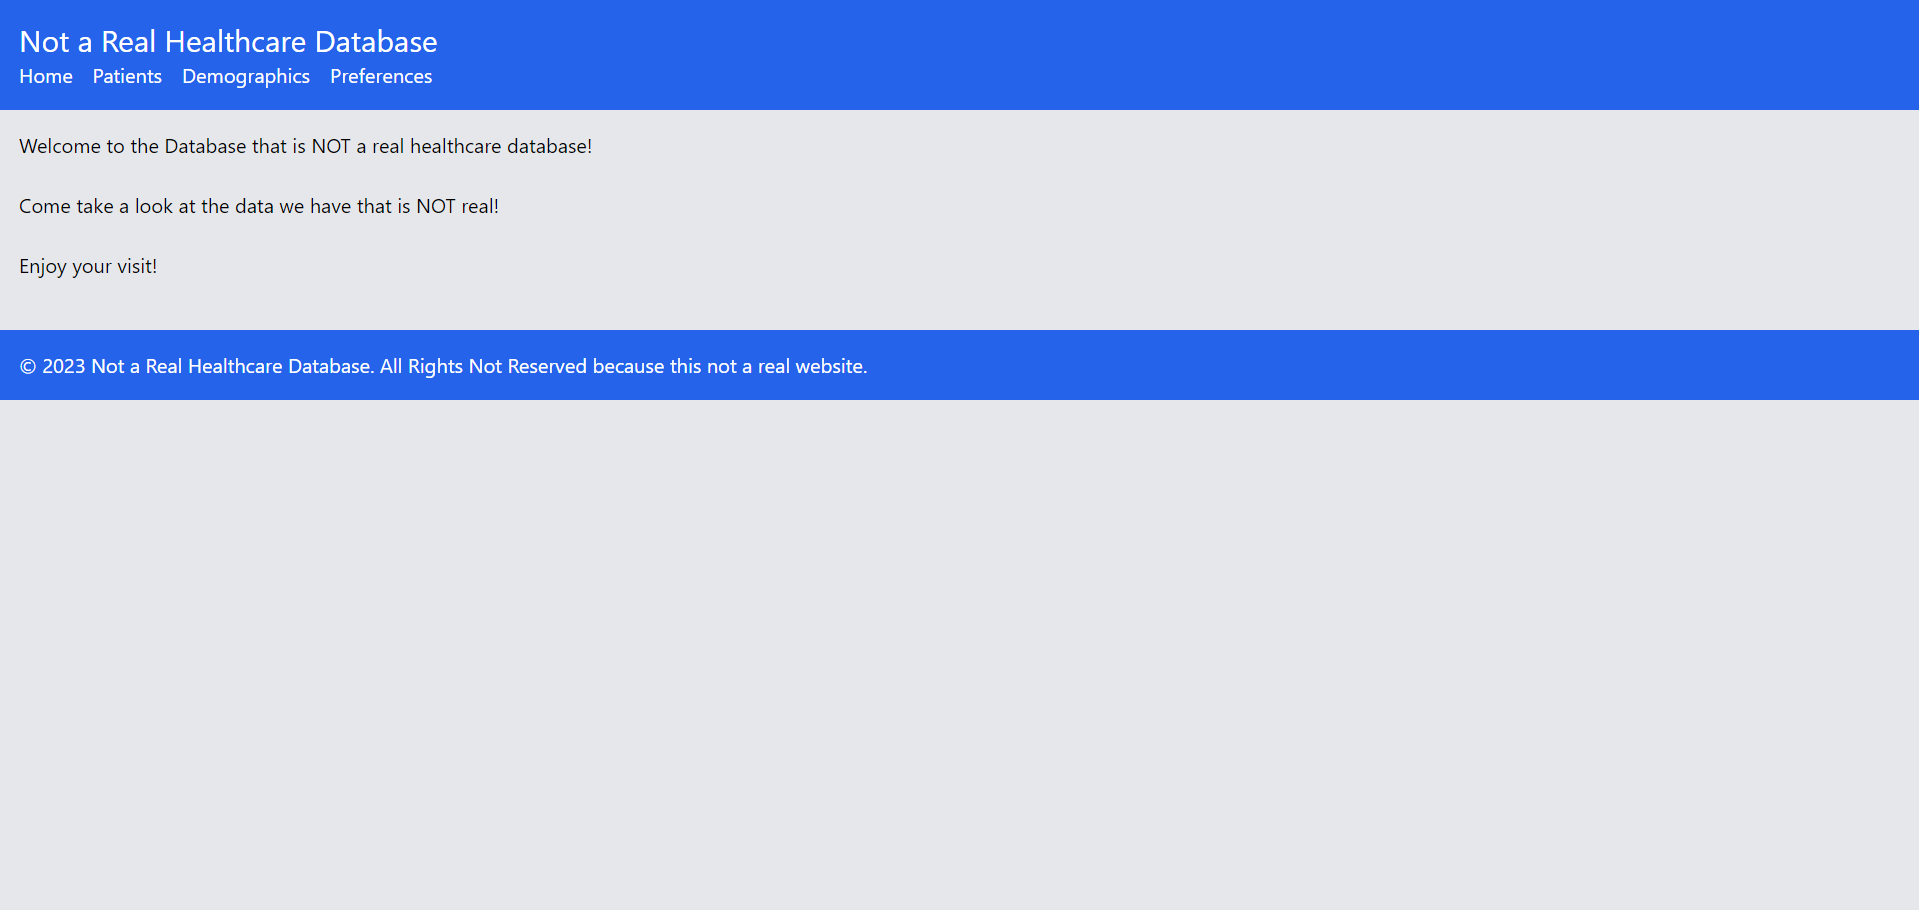 Not a Real Healthcare Database
Home Patients Demographics Preferences
Welcome to the Database that is NOT a real healthcare database!
Come take a look at the data we have that is NOT real!
Enjoy your visit!
© 2023 Not a Real Healthcare Database. All Rights Not Reserved because this not a real website.